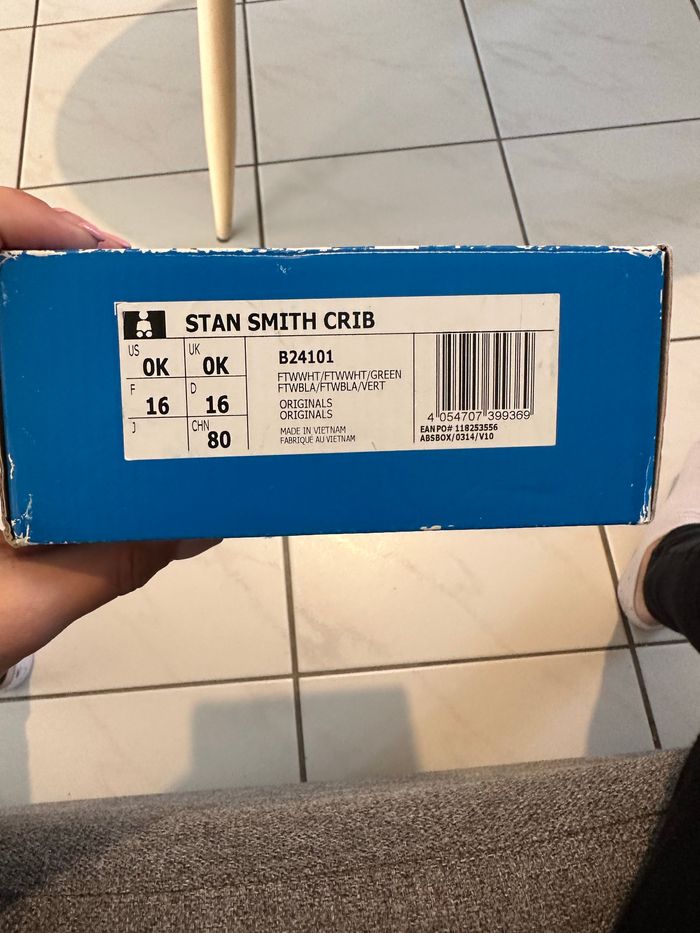 STAN SMITH CRIB
US 0K
UK 0K
F 16
D 16
J
CHN 80
B24101
FTWWHT/FTWWHT/GREEN
FTWBLA/FTWBLA/VERT
ORIGINALS
ORIGINALS
MADE IN VIETNAM
FABRIQUE AU VIETNAM
4 054707 399369
EAN PO# 118253556
ABSBOX/0314/V10